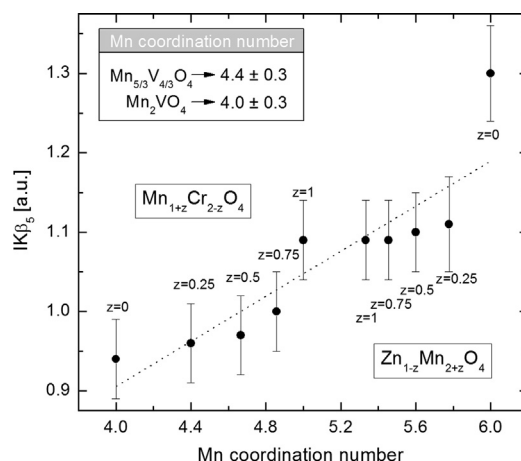 Mn coordination number
Mn5/3V4/3O4 → 4.4 ± 0.3
Mn2VO4 → 4.0 ± 0.3
1.3
1.2
1.1
1.0
0.9
IKβ5 [a.u.]
Mn1+zCr2-zO4
z=0
z=0.25
z=0.5
z=0.75
z=1
z=1
z=0.75
z=0.5
z=0.25
z=0
Zn1-zMn2+zO4
4.0 4.4 4.8 5.2 5.6 6.0
Mn coordination number